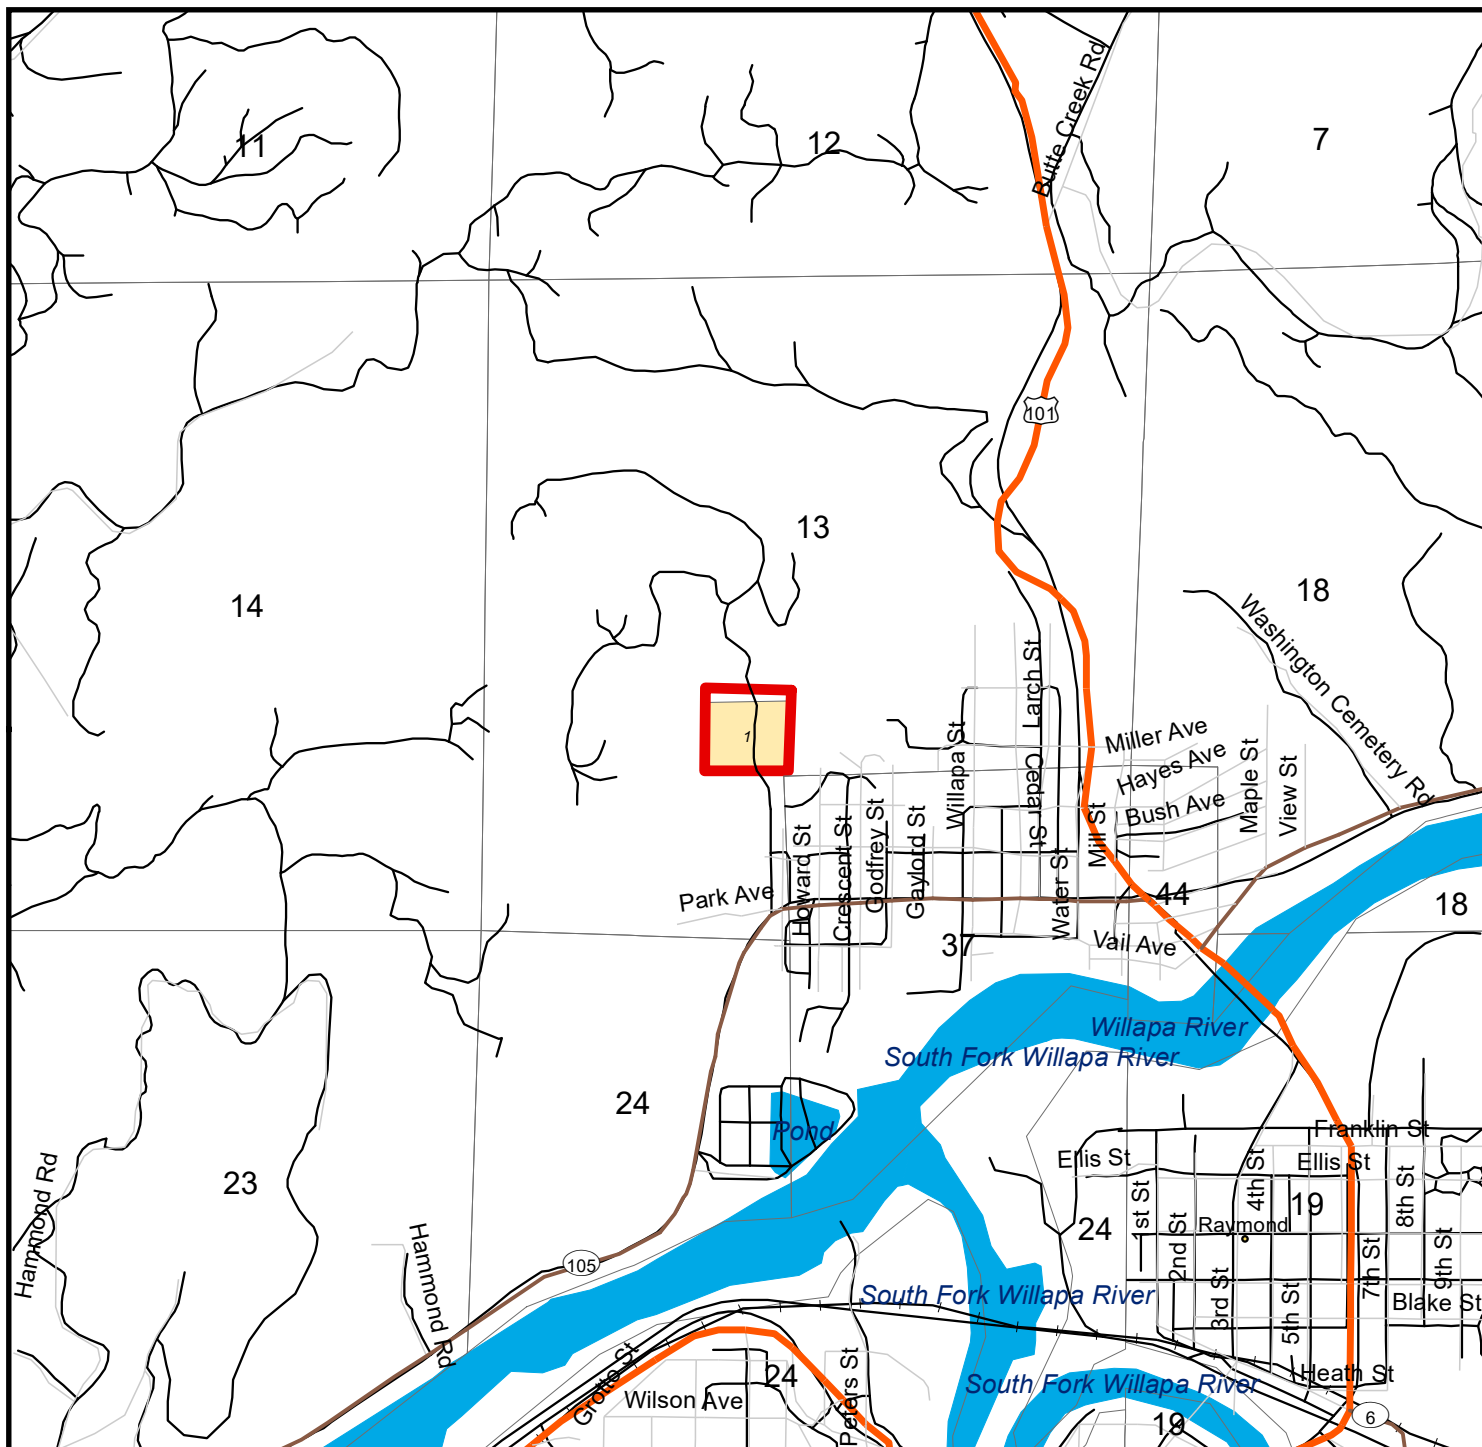 Butte Creek Rd
11
12
7
101
13
14
18
Washington Cemetery Rd
Larch St
1
Willapa St
Miller Ave
Hayes Ave
Maple St
View St
Cedar St
Bush Ave
Mill St
Howard St
Crescent St
Godfrey St
Gaylord St
Water St
Park Ave
44
18
37
Vail Ave
Willapa River
South Fork Willapa River
24
Pond
Franklin St
Ellis St
Ellis St
23
Hammond Rd
1st St
4th St
19
8th St
Raymond
24
2nd St
Hammond Rd
105
7th St
9th St
3rd St
5th St
South Fork Willapa River
Blake St
Grotto St
Peters St
24
Wilson Ave
South Fork Willapa River
Heath St
19
6